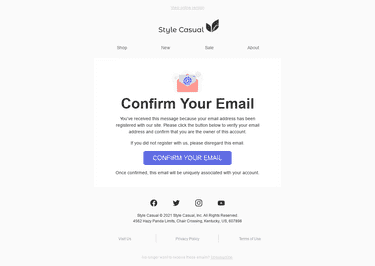 View online version
Style Casual
Shop New Sale About
Confirm Your Email
You've received this message because your email address has been
registered with our site. Please click the button below to verify your email
address and confirm that you are the owner of this account.
If you did not register with us, please disregard this email.
CONFIRM YOUR EMAIL
Once confirmed, this email will be uniquely associated with your account.
Style Casual © 2021 Style Casual, Inc. All Rights Reserved
Hazy Panda Limits, Chair Crossing, Kentucky, US, 607898
Visit Us Privacy Policy Terms of Use